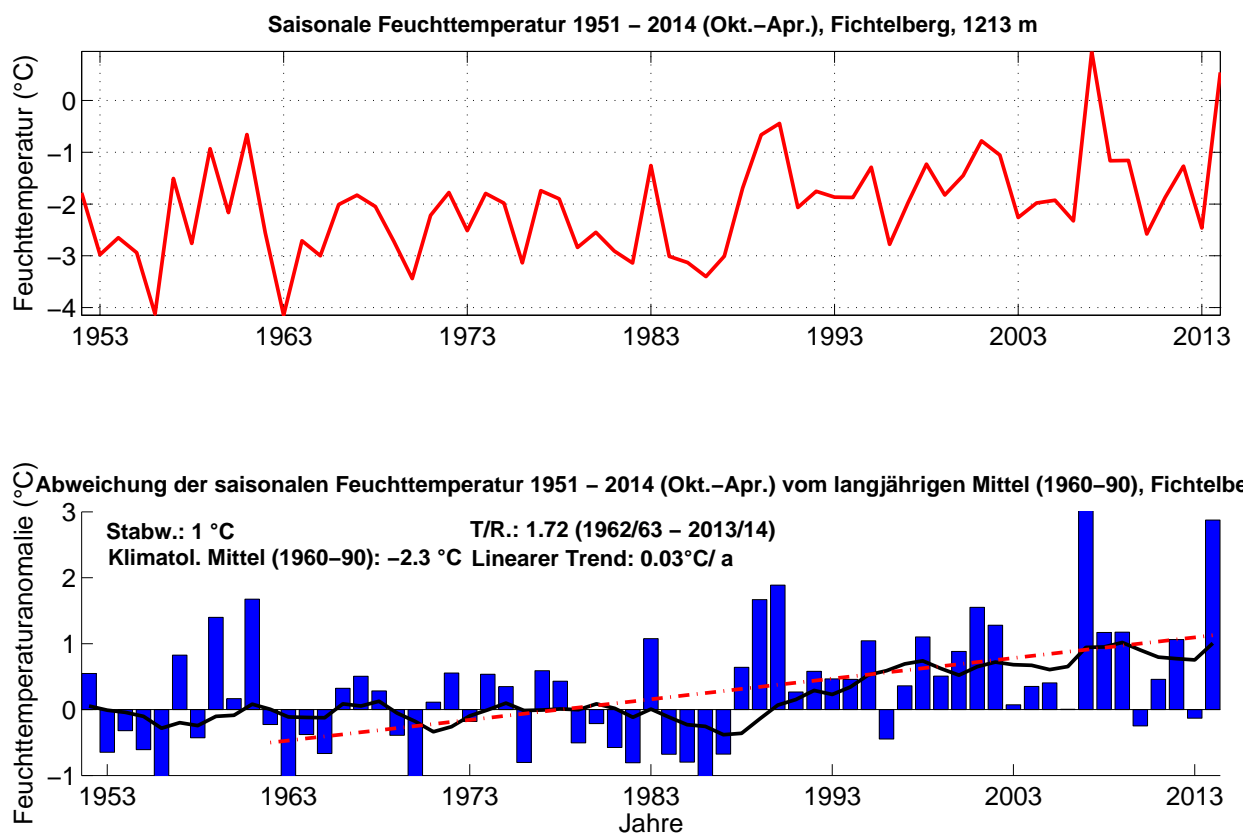 Saisonale Feuchttemperatur 1951 – 2014 (Okt.–Apr.), Fichtelberg, 1213 m
Feuchttemperatur (°C)
0
–1
–2
–3
–4
1953 1963 1973 1983 1993 2003 2013
Abweichung der saisonalen Feuchttemperatur 1951 – 2014 (Okt.–Apr.) vom langjährigen Mittel (1960–90), Fichtelbe
Feuchttemperaturanomalie (°C)
3
2
1
0
–1
Stabw.: 1 °C T/R.: 1.72 (1962/63 – 2013/14)
Klimatol. Mittel (1960–90): –2.3 °C Linearer Trend: 0.03°C/ a
1953 1963 1973 1983 1993 2003 2013
Jahre